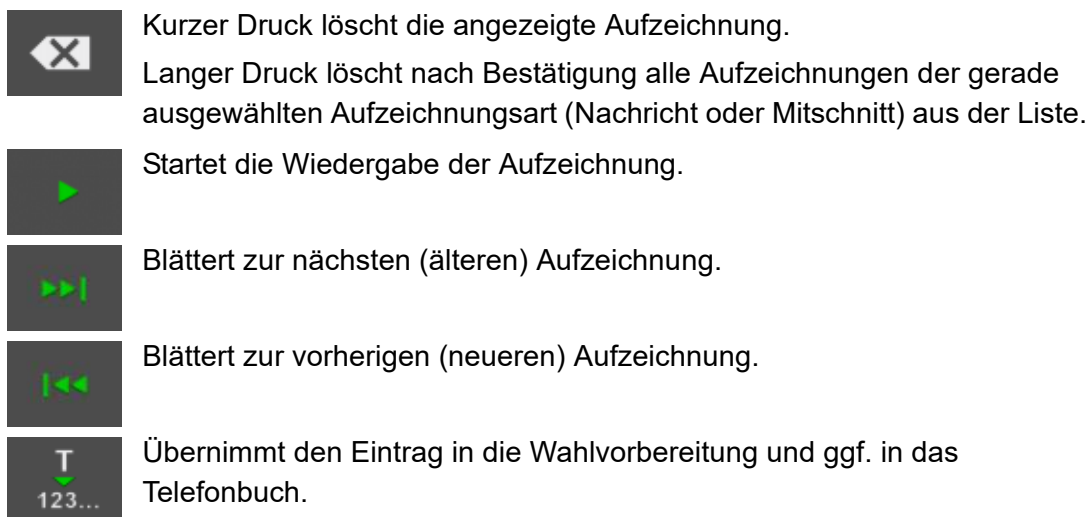 Kurzer Druck löscht die angezeigte Aufzeichnung.
Langer Druck löscht nach Bestätigung alle Aufzeichnungen der gerade
ausgewählten Aufzeichnungsart (Nachricht oder Mitschnitt) aus der Liste.
Startet die Wiedergabe der Aufzeichnung.
Blättert zur nächsten (älteren) Aufzeichnung.
Blättert zur vorherigen (neueren) Aufzeichnung.
T
123...
Übernimmt den Eintrag in die Wahlvorbereitung und ggf. in das
Telefonbuch.